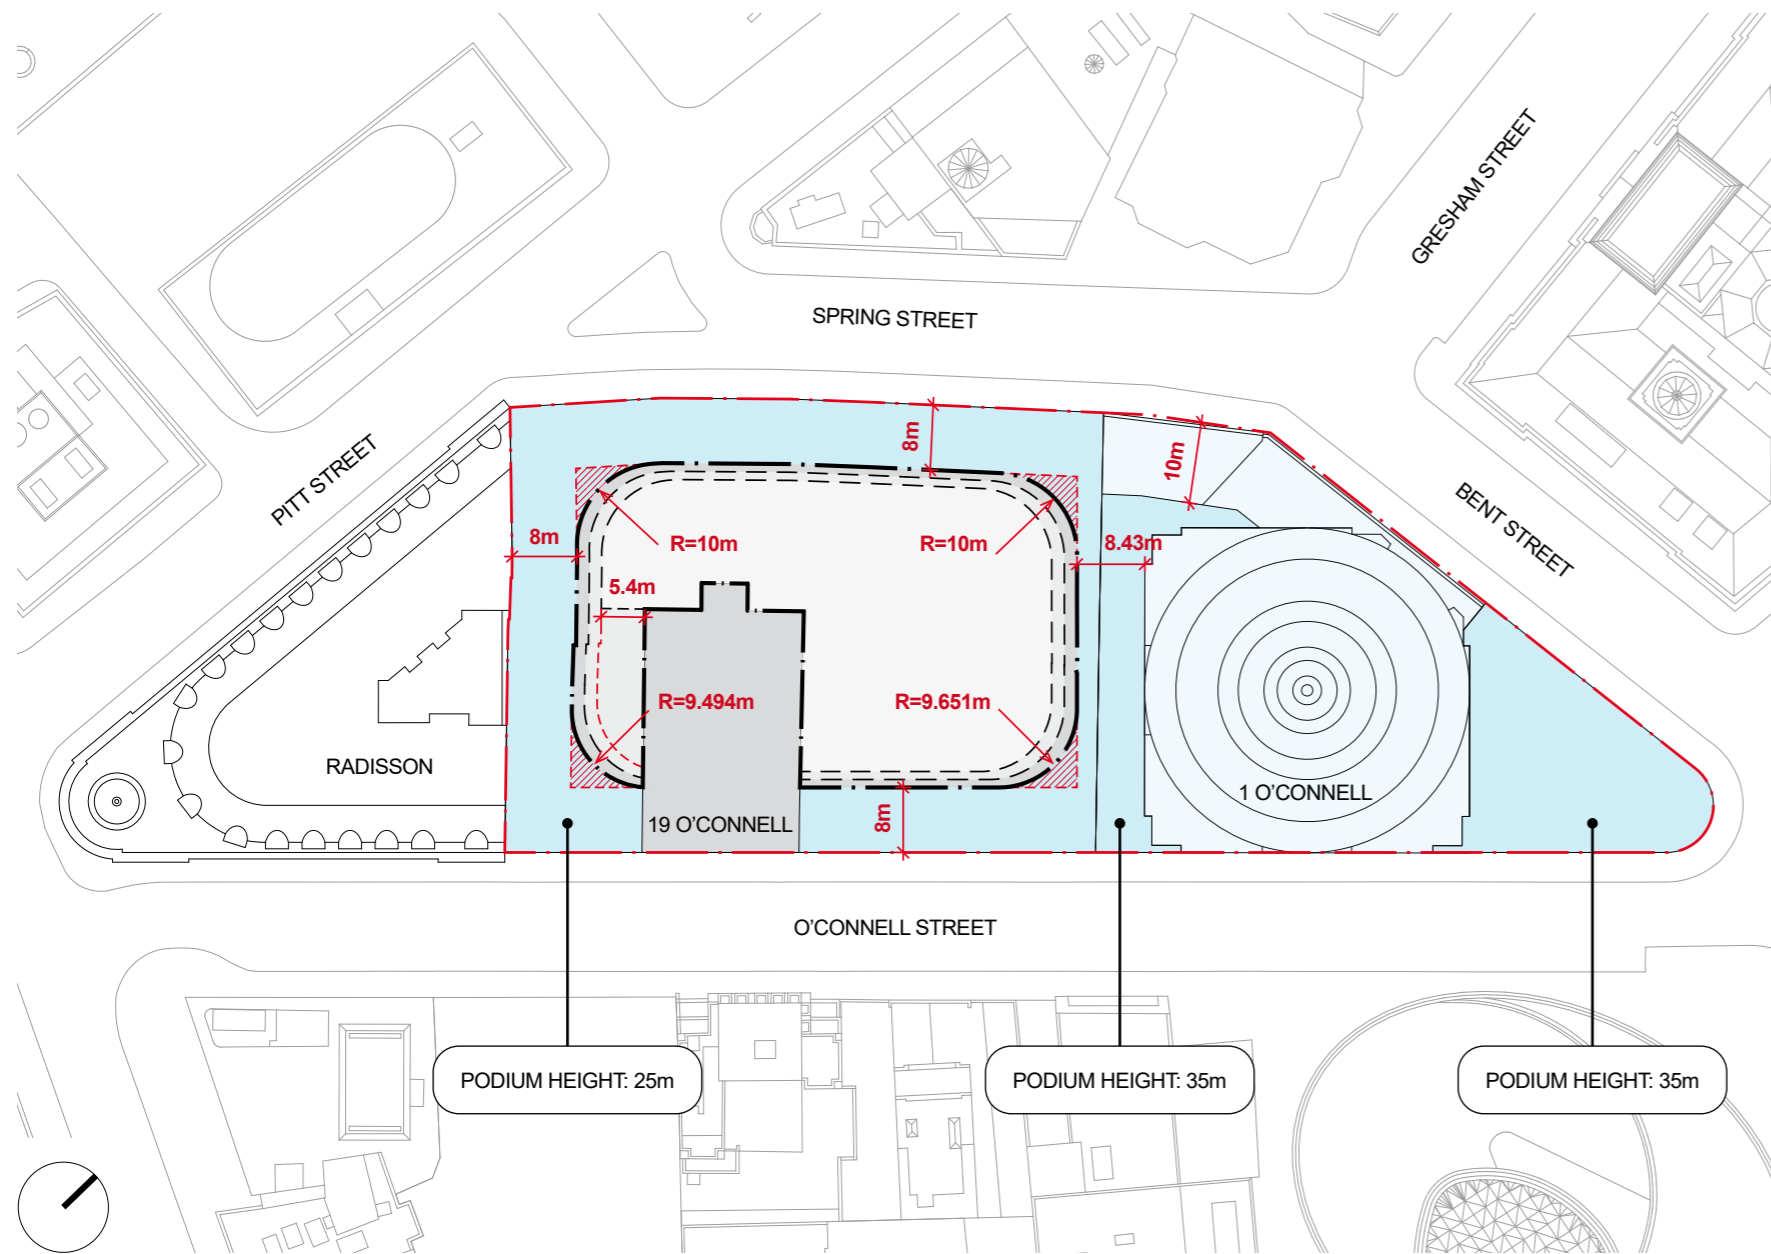 GRESHAM STREET
SPRING STREET
PITT STREET
BENT STREET
8m
10m
8m
R=10m
R=10m
8.43m
5.4m
R=9.494m
R=9.651m
RADISSON
1 O'CONNELL
19 O'CONNELL
8m
O'CONNELL STREET
PODIUM HEIGHT: 25m
PODIUM HEIGHT: 35m
PODIUM HEIGHT: 35m